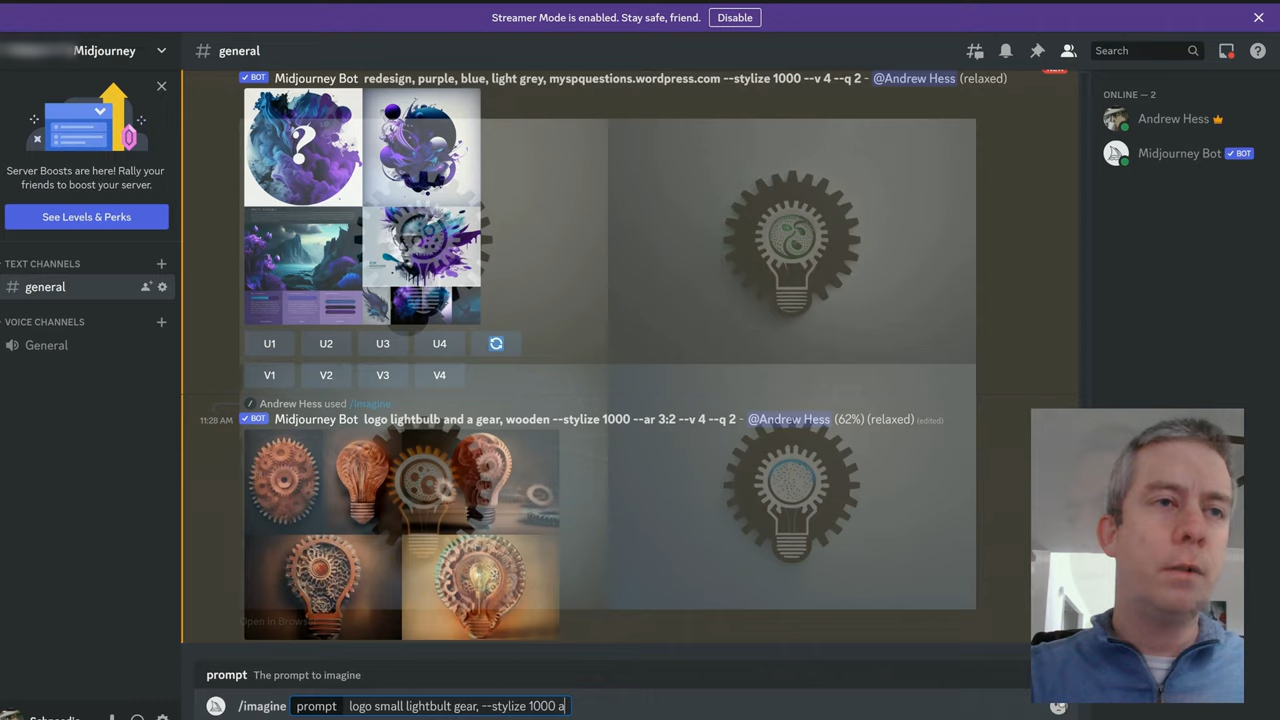 Streamer Mode is enabled. Stay safe, friend. Disable
Midjourney
general
Search
BOT Midjourney Bot redesign, purple, blue, light grey, myspquestions.wordpress.com --stylize 1000 --v 4 --q 2 - @Andrew Hess (relaxed)
Server Boosts are here! Rally your
friends to boost your server.
See Levels & Perks
TEXT CHANNELS
general
VOICE CHANNELS
General
?
U1 U2 U3 U4
V1 V2 V3 V4
Andrew Hess used /imagine
11:28 AM BOT Midjourney Bot logo lightbulb and a gear, wooden --stylize 1000 --ar 3:2 --v 4 --q 2 - @Andrew Hess (62%) (relaxed) (edited)
Open in Browser
ONLINE — 2
Andrew Hess
Midjourney Bot BOT
prompt The prompt to imagine
/imagine prompt logo small lightbult gear, --stylize 1000 a